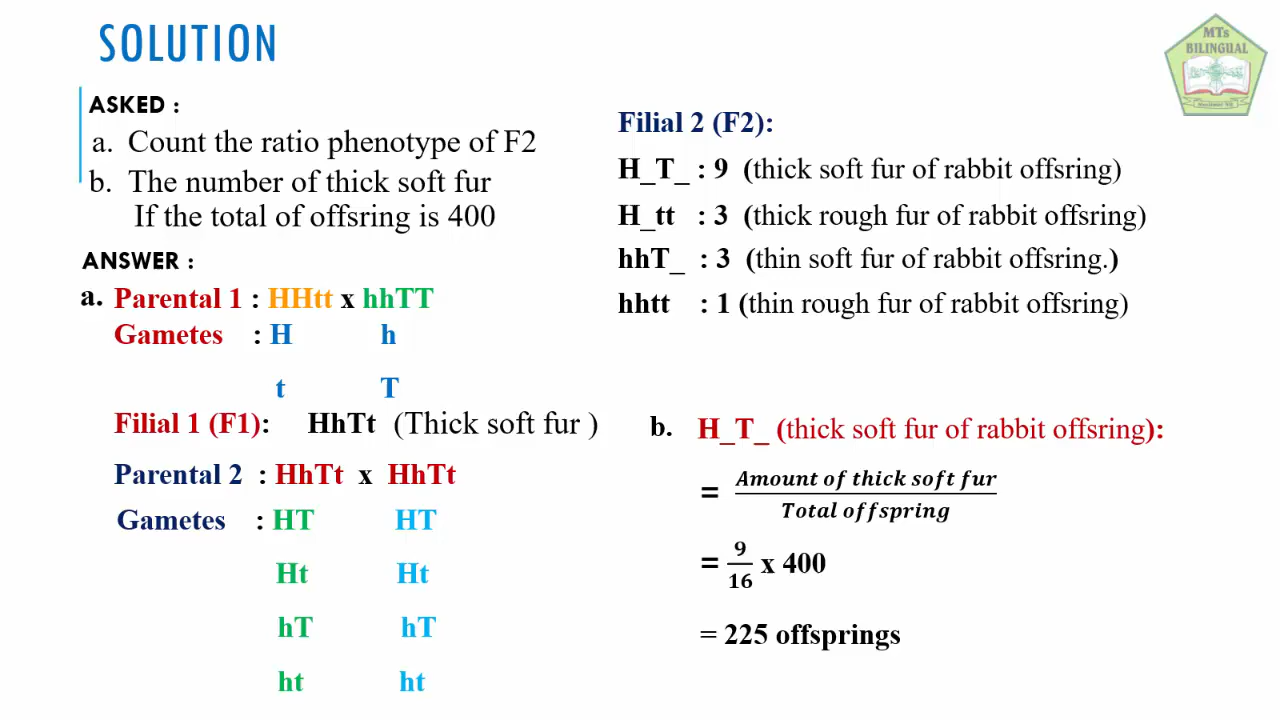 SOLUTION
MTs
BILINGUAL
ASKED :
a. Count the ratio phenotype of F2
b. The number of thick soft fur
If the total of offsring is 400
ANSWER :
a. Parental 1 : HHtt x hhTT
Gametes : H h
t T
Filial 1 (F1): HhTt (Thick soft fur )
Parental 2 : HhTt x HhTt
Gametes : HT HT
Ht Ht
hT hT
ht ht
Filial 2 (F2):
H_T_ : 9 (thick soft fur of rabbit offsring)
H_tt : 3 (thick rough fur of rabbit offsring)
hhT_ : 3 (thin soft fur of rabbit offsring.)
hhtt : 1 (thin rough fur of rabbit offsring)
b. H_T_ (thick soft fur of rabbit offsring):
= Amount of thick soft fur
Total offspring
= 9/16 x 400
= 225 offsprings